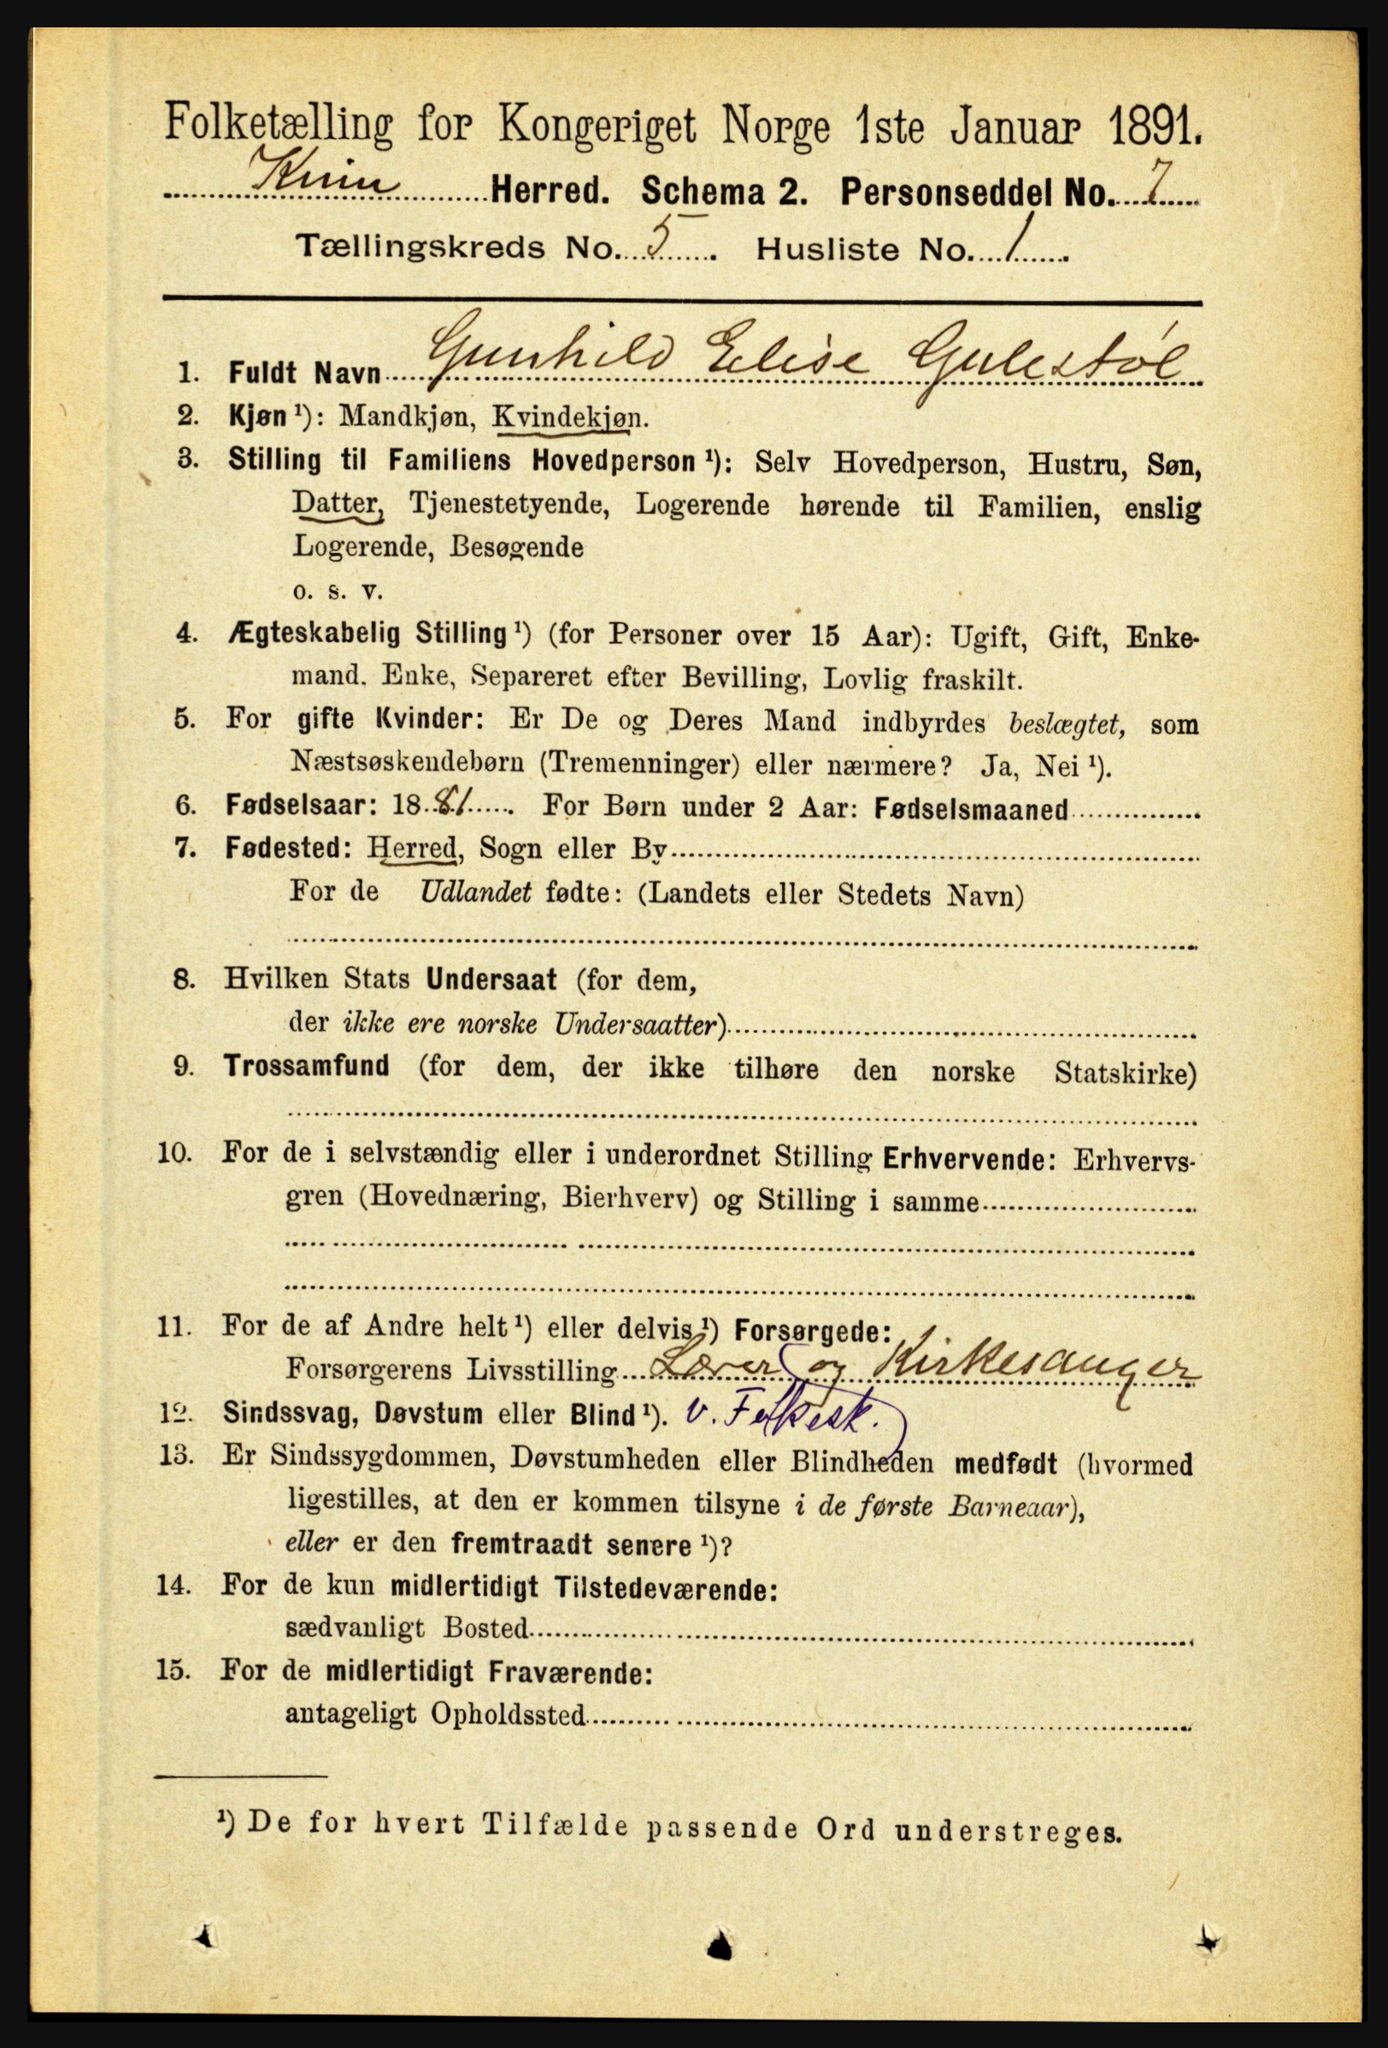 Folketælling for Kongeriget Norge 1ste Januar 1891.
Kinn Herred. Schema 2. Personseddel No. 7
Tællingskreds No. 5. Husliste No. 1.
1. Fuldt Navn Gunhild Elise Gulestøl
2. Kjøn ¹): Mandkjøn, Kvindekjøn.
3. Stilling til Familiens Hovedperson ¹): Selv Hovedperson, Hustru, Søn,
Datter, Tjenestetyende, Logerende hørende til Familien, enslig
Logerende, Besøgende
o. s. v.
4. Ægteskabelig Stilling ¹) (for Personer over 15 Aar): Ugift, Gift, Enke-
mand. Enke, Separeret efter Bevilling, Lovlig fraskilt.
5. For gifte Kvinder: Er De og Deres Mand indbyrdes beslægtet, som
Næstsøskendebørn (Tremenninger) eller nærmere? Ja, Nei ¹).
6. Fødselsaar: 1881. For Børn under 2 Aar: Fødselsmaaned
7. Fødested: Herred, Sogn eller By
For de Udlandet fødte: (Landets eller Stedets Navn)
8. Hvilken Stats Undersaat (for dem,
der ikke ere norske Undersaatter)
9. Trossamfund (for dem, der ikke tilhøre den norske Statskirke)
10. For de i selvstændig eller i underordnet Stilling Erhvervende: Erhvervs-
gren (Hovednæring, Bierhverv) og Stilling i samme
11. For de af Andre helt ¹) eller delvis ¹) Forsørgede:
Forsørgerens Livsstilling Lærer og Kirkesanger
12. Sindssvag, Døvstum eller Blind ¹). v. Folkesk.
13. Er Sindssygdommen, Døvstumheden eller Blindheden medfødt (hvormed
ligestilles, at den er kommen tilsyne i de første Barneaar),
eller er den fremtraadt senere ¹)?
14. For de kun midlertidigt Tilstedeværende:
sædvanligt Bosted
15. For de midlertidigt Fraværende:
antageligt Opholdssted
¹) De for hvert Tilfælde passende Ord understreges.